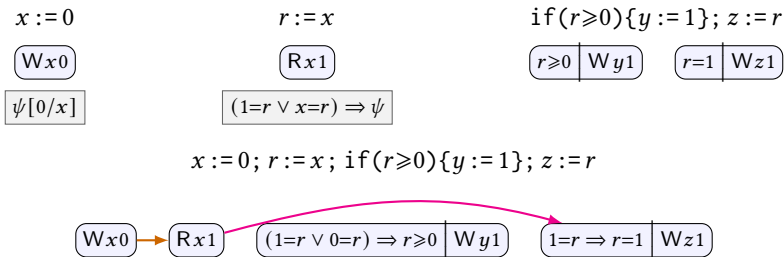 x := 0 r := x if(r⩾0){y := 1}; z := r
Wx0 Rx1 r⩾0 | Wy1 r=1 | Wz1
ψ[0/x] (1=r ∨ x=r) ⇒ ψ
x := 0; r := x; if(r⩾0){y := 1}; z := r
Wx0 Rx1 (1=r ∨ 0=r) ⇒ r⩾0 | Wy1 1=r ⇒ r=1 | Wz1